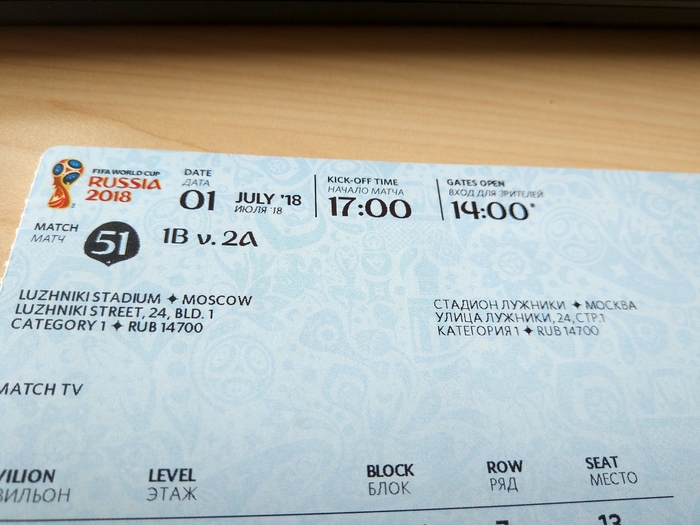 FIFA WORLD CUP
RUSSIA
2018
DATE
ДАТА
01 JULY '18
ИЮЛЯ '18
KICK-OFF TIME
НАЧАЛО МАТЧА
17:00
GATES OPEN
ВХОД ДЛЯ ЗРИТЕЛЕЙ
14:00*
MATCH
МАТЧ
51
1B v. 2A
LUZHNIKI STADIUM ✦ MOSCOW
LUZHNIKI STREET, 24, BLD. 1
CATEGORY 1 ✦ RUB 14700
СТАДИОН ЛУЖНИКИ ✦ МОСКВА
УЛИЦА ЛУЖНИКИ, 24, СТР.1
КАТЕГОРИЯ 1 ✦ RUB 14700
MATCH TV
VILION
ВИЛЬОН
LEVEL
ЭТАЖ
BLOCK
БЛОК
ROW
РЯД
SEAT
МЕСТО
13